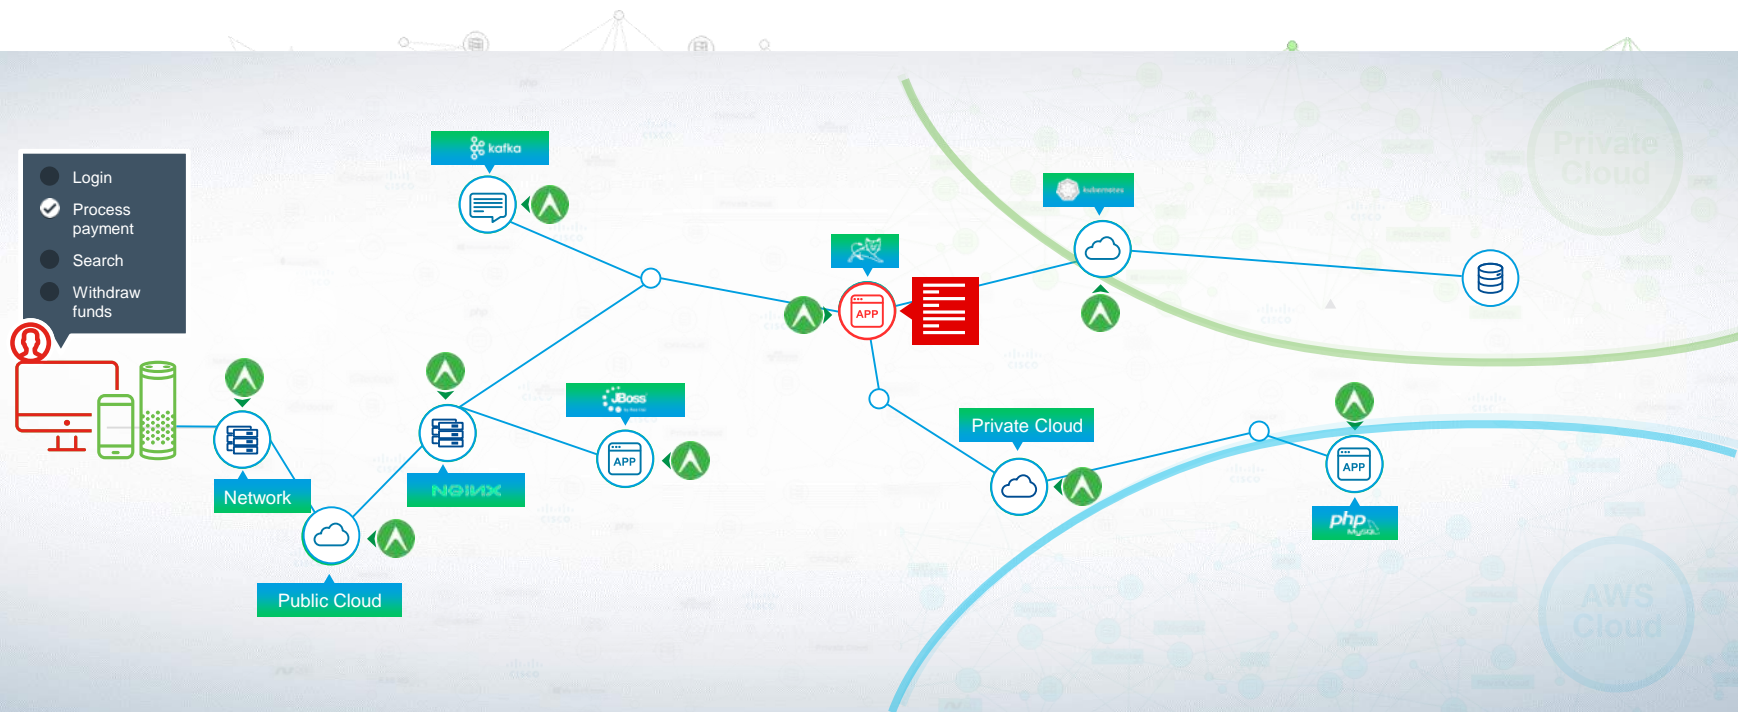 Private
Cloud
kafka
Login
Process
payment
Search
Withdraw
funds
kubernetes
APP
JBoss
Private Cloud
APP
APP
Network
NGINX
php
MySQL
Public Cloud
AWS
Cloud